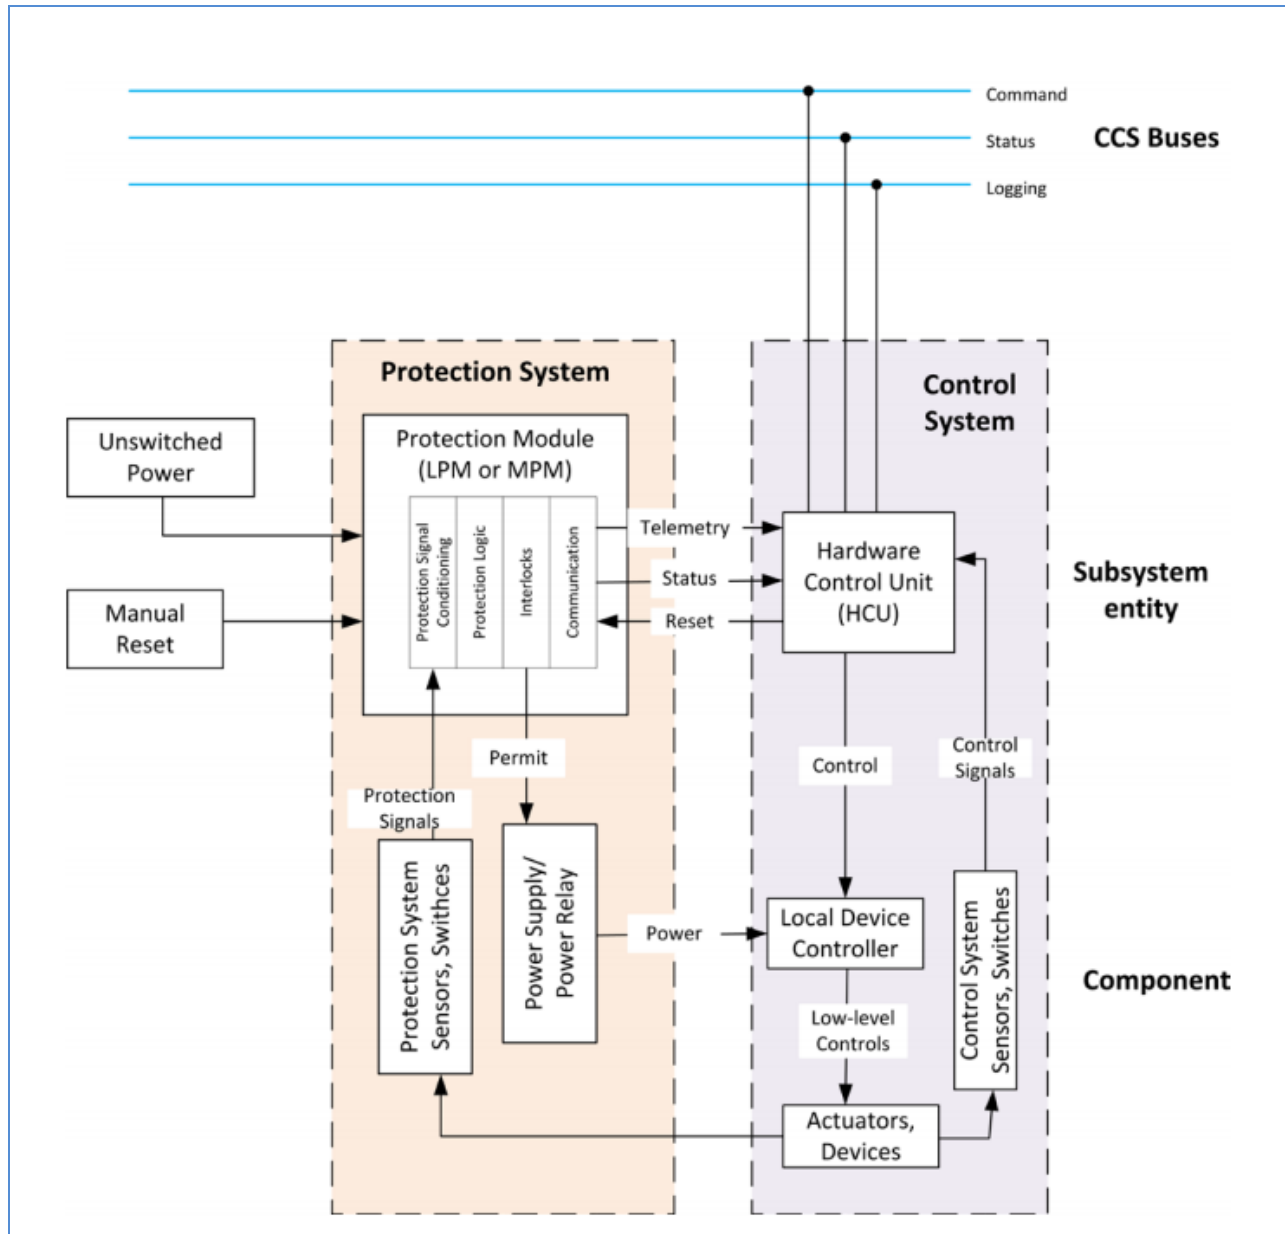 Command
Status
CCS Buses
Logging
Protection System
Control
System
Unswitched
Power
Protection Module
(LPM or MPM)
Protection Signal
Conditioning
Protection Logic
Interlocks
Communication
Telemetry
Status
Reset
Hardware
Control Unit
(HCU)
Subsystem
entity
Manual
Reset
Permit
Control
Control
Signals
Protection
Signals
Protection System
Sensors, Swithces
Power Supply/
Power Relay
Power
Local Device
Controller
Control System
Sensors, Switches
Component
Low-level
Controls
Actuators,
Devices